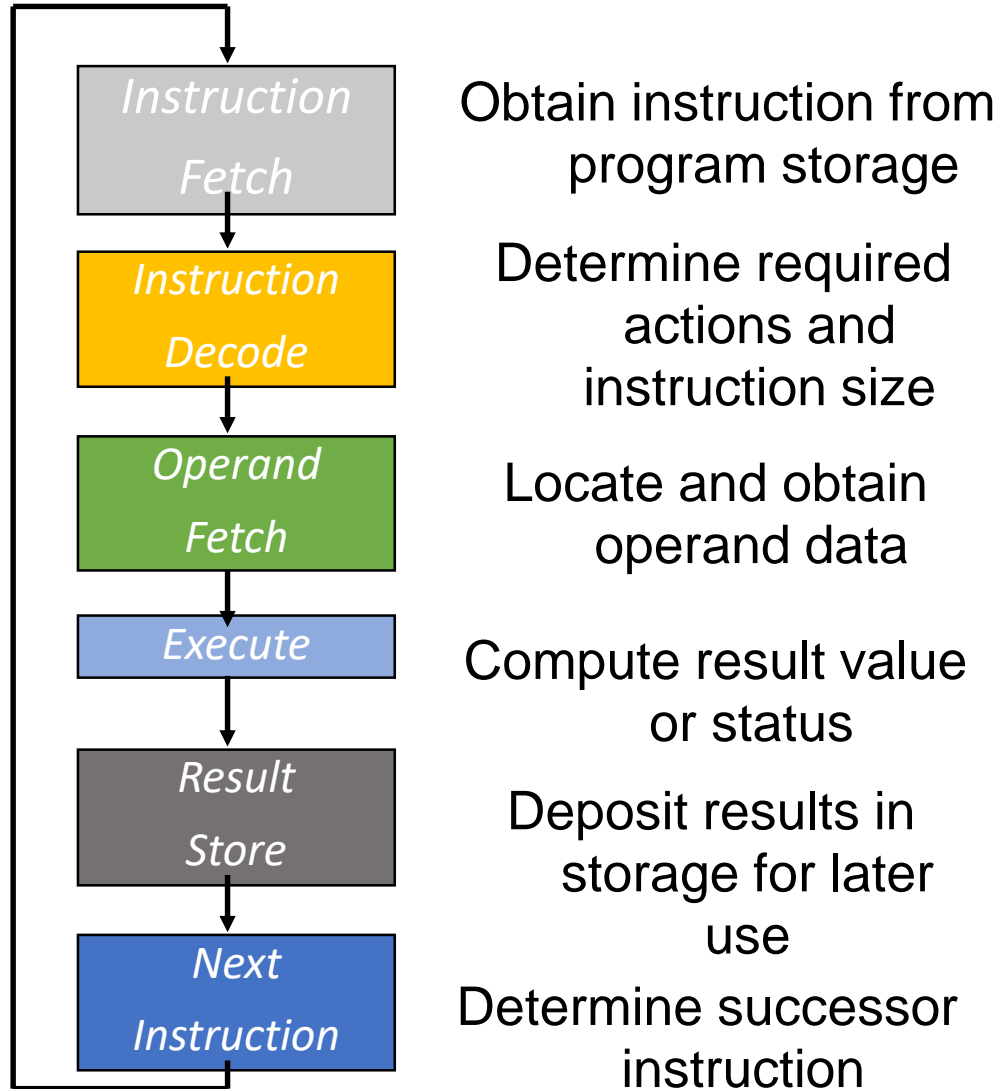 Instruction
Fetch
Obtain instruction from
program storage
Instruction
Decode
Determine required
actions and
instruction size
Operand
Fetch
Locate and obtain
operand data
Execute
Compute result value
or status
Result
Store
Deposit results in
storage for later
use
Next
Instruction
Determine successor
instruction